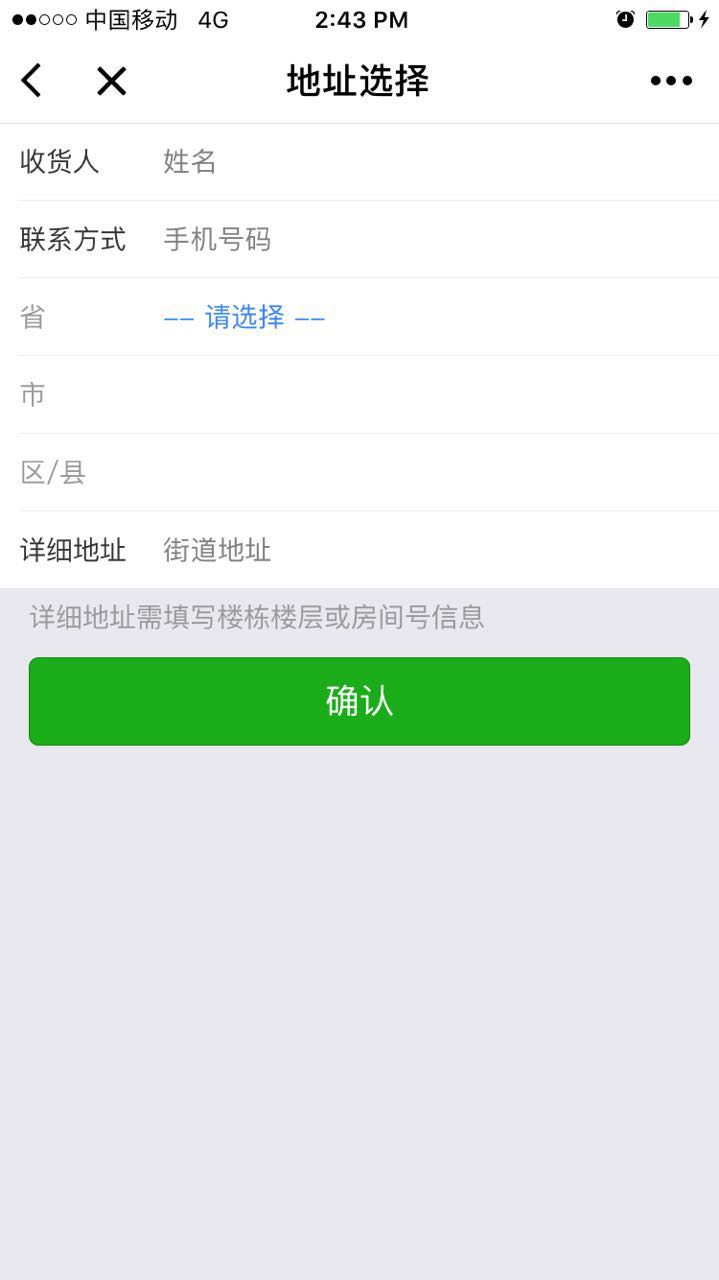 中国移动 4G 2:43 PM
地址选择
收货人 姓名
联系方式 手机号码
省 -- 请选择 --
市
区/县
详细地址 街道地址
详细地址需填写楼栋楼层或房间号信息
确认